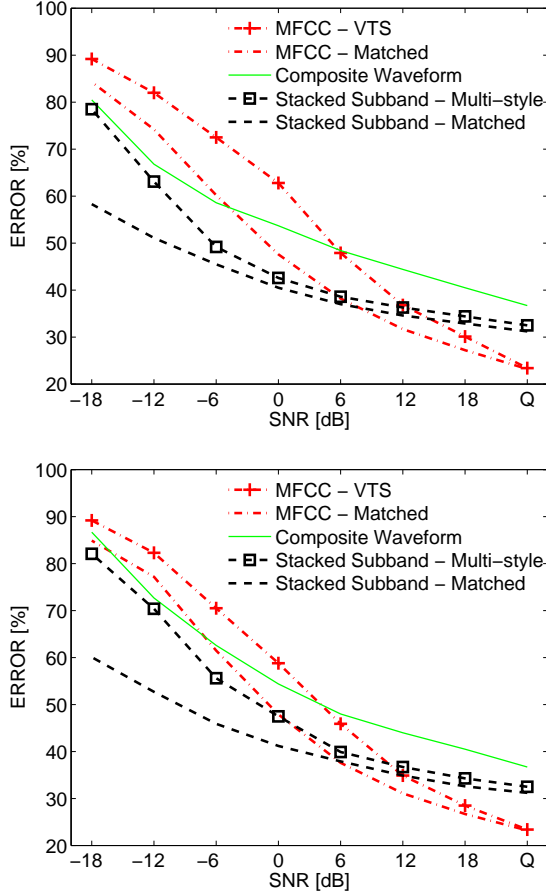 100
90
80
70
60
50
40
30
20
ERROR [%]
MFCC − VTS
MFCC − Matched
Composite Waveform
Stacked Subband − Multi−style
Stacked Subband − Matched
−18 −12 −6 0 6 12 18 Q
SNR [dB]
100
90
80
70
60
50
40
30
20
ERROR [%]
MFCC − VTS
MFCC − Matched
Composite Waveform
Stacked Subband − Multi−style
Stacked Subband − Matched
−18 −12 −6 0 6 12 18 Q
SNR [dB]